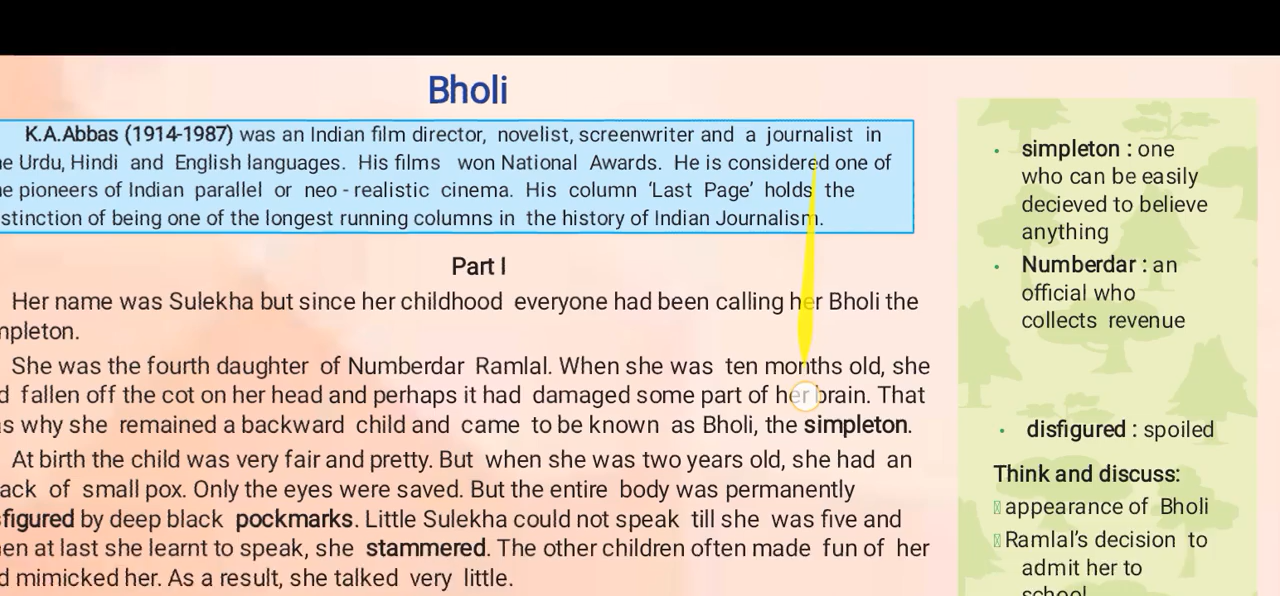 Bholi
K.A.Abbas (1914-1987) was an Indian film director, novelist, screenwriter and a journalist in
he Urdu, Hindi and English languages. His films won National Awards. He is considered one of
he pioneers of Indian parallel or neo - realistic cinema. His column ‘Last Page’ holds the
stinction of being one of the longest running columns in the history of Indian Journalism.
Part I
Her name was Sulekha but since her childhood everyone had been calling her Bholi the
mpleton.
She was the fourth daughter of Numberdar Ramlal. When she was ten months old, she
d fallen off the cot on her head and perhaps it had damaged some part of her brain. That
s why she remained a backward child and came to be known as Bholi, the simpleton.
At birth the child was very fair and pretty. But when she was two years old, she had an
ack of small pox. Only the eyes were saved. But the entire body was permanently
sfigured by deep black pockmarks. Little Sulekha could not speak till she was five and
en at last she learnt to speak, she stammered. The other children often made fun of her
d mimicked her. As a result, she talked very little.
• simpleton : one
who can be easily
decieved to believe
anything
• Numberdar : an
official who
collects revenue
• disfigured : spoiled
Think and discuss:
appearance of Bholi
Ramlal’s decision to
admit her to
school